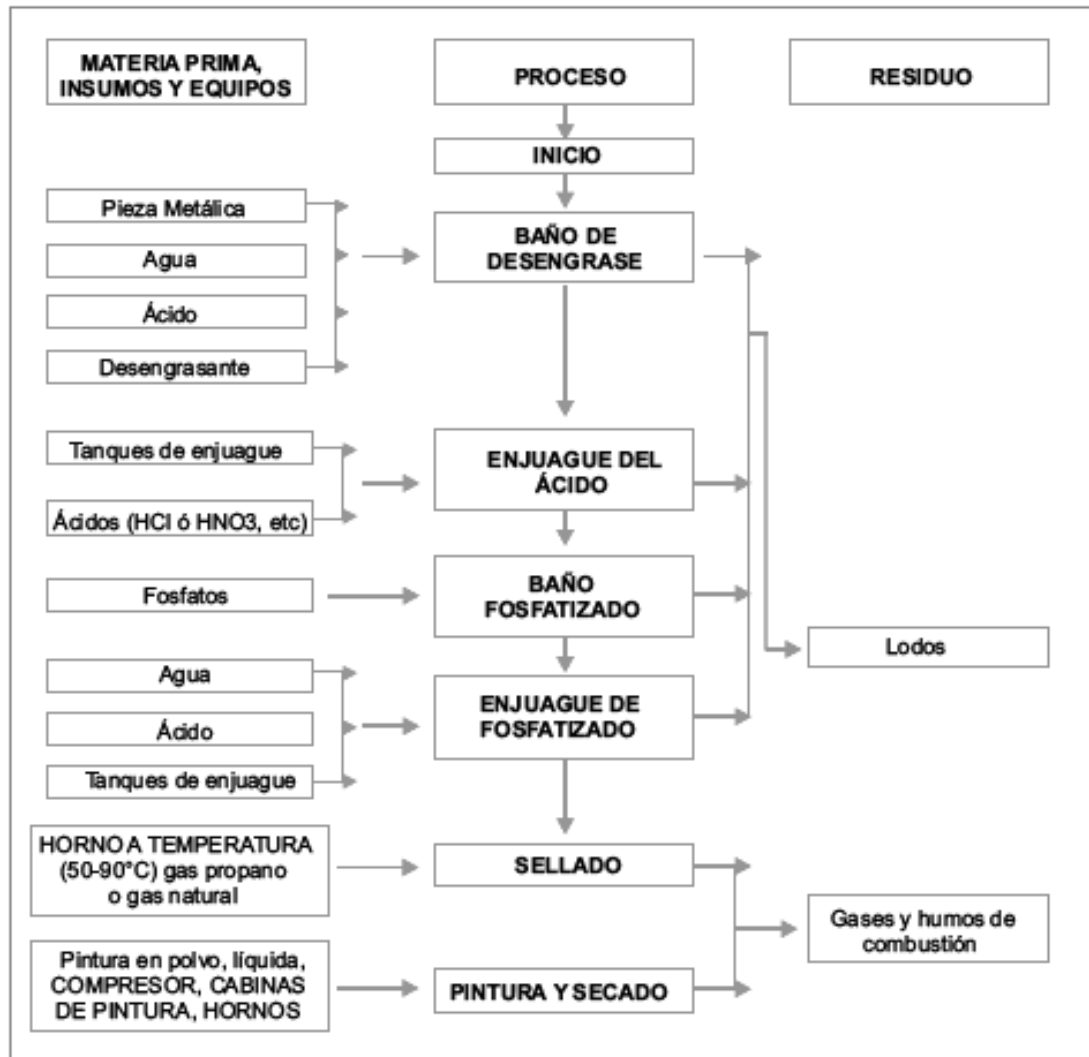 MATERIA PRIMA,
INSUMOS Y EQUIPOS
PROCESO
RESIDUO
INICIO
Pieza Metálica
Agua
Ácido
Desengrasante
BAÑO DE
DESENGRASE
Tanques de enjuague
Ácidos (HCl ó HNO3, etc)
ENJUAGUE DEL
ÁCIDO
Fosfatos
BAÑO
FOSFATIZADO
Lodos
Agua
Ácido
Tanques de enjuague
ENJUAGUE DE
FOSFATIZADO
HORNO A TEMPERATURA
(50-90°C) gas propano
o gas natural
SELLADO
Gases y humos de
combustión
Pintura en polvo, líquida,
COMPRESOR, CABINAS
DE PINTURA, HORNOS
PINTURA Y SECADO